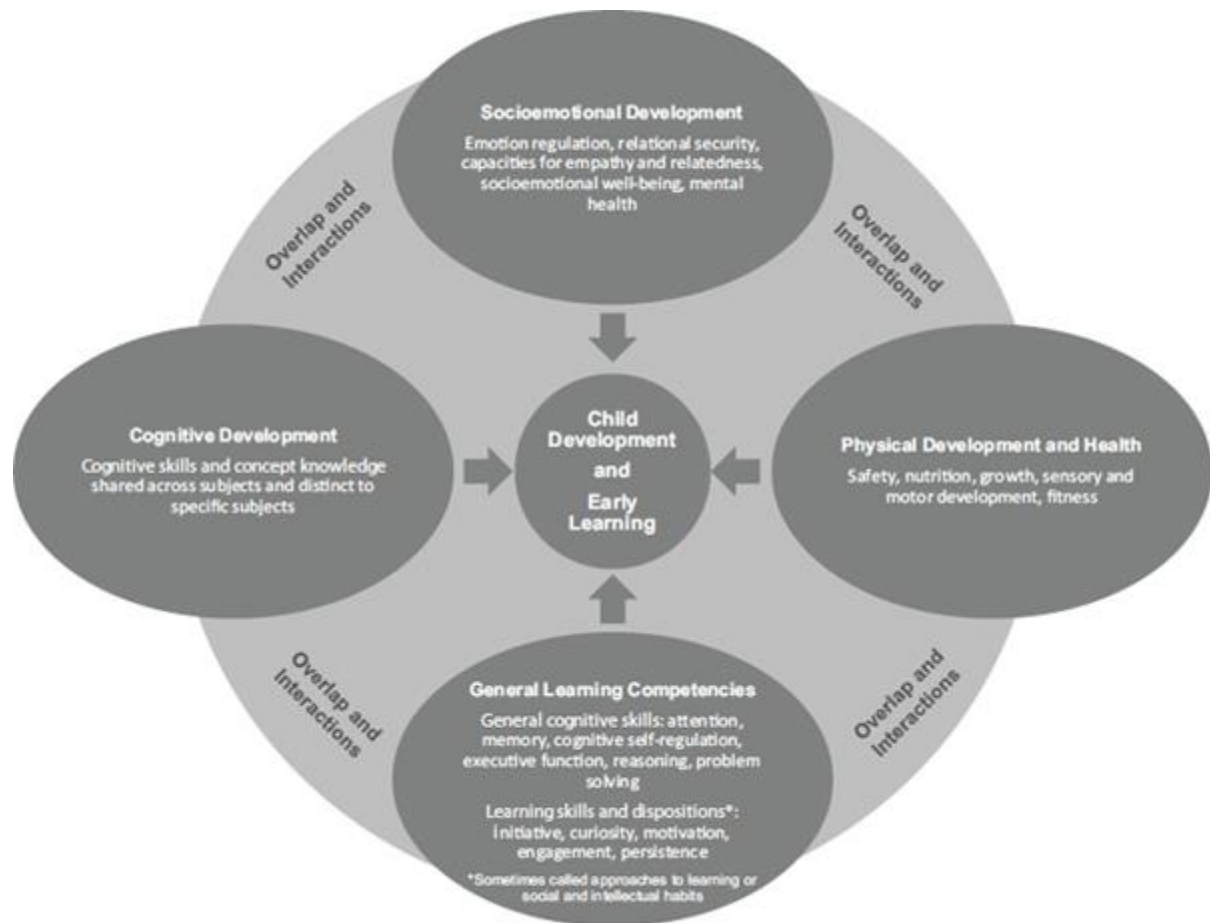 Socioemotional Development
Emotion regulation, relational security,
capacities for empathy and relatedness,
socioemotional well-being, mental
health
Overlap and
Interactions
Overlap and
Interactions
Cognitive Development
Cognitive skills and concept knowledge
shared across subjects and distinct to
specific subjects
Child
Development
and
Early
Learning
Physical Development and Health
Safety, nutrition, growth, sensory and
motor development, fitness
Overlap and
Interactions
Overlap and
Interactions
General Learning Competencies
General cognitive skills: attention,
memory, cognitive self-regulation,
executive function, reasoning, problem
solving
Learning skills and dispositions*:
initiative, curiosity, motivation,
engagement, persistence
*Sometimes called approaches to learning or
social and intellectual habits